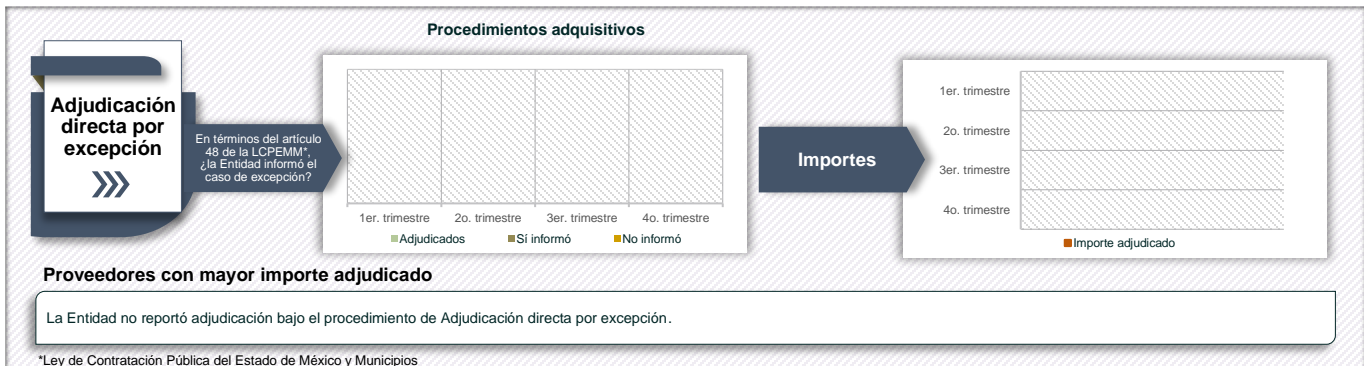 Procedimientos adquisitivos
Adjudicación
directa por
excepción
En términos del artículo
48 de la LCPEMM*,
¿la Entidad informó el
caso de excepción?
1er. trimestre 2o. trimestre 3er. trimestre 4o. trimestre
Adjudicados Sí informó No informó
Importes
1er. trimestre
2o. trimestre
3er. trimestre
4o. trimestre
Importe adjudicado
Proveedores con mayor importe adjudicado
La Entidad no reportó adjudicación bajo el procedimiento de Adjudicación directa por excepción.
*Ley de Contratación Pública del Estado de México y Municipios